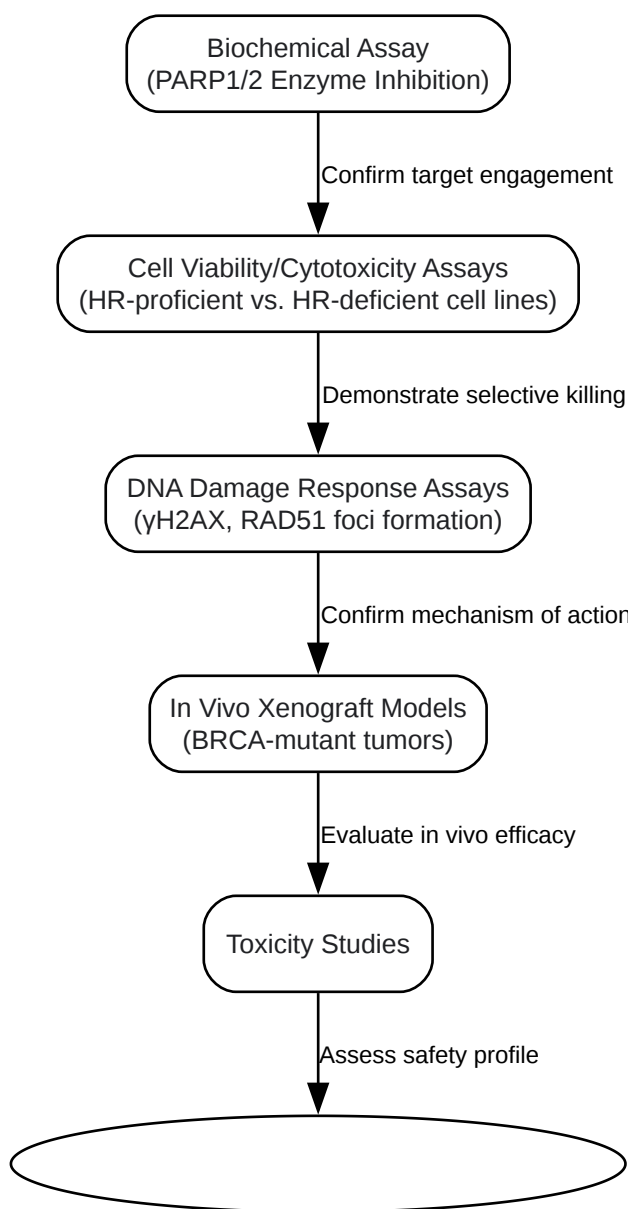 Biochemical Assay
(PARP1/2 Enzyme Inhibition)
Confirm target engagement
Cell Viability/Cytotoxicity Assays
(HR-proficient vs. HR-deficient cell lines)
Demonstrate selective killing
DNA Damage Response Assays
(γH2AX, RAD51 foci formation)
Confirm mechanism of action
In Vivo Xenograft Models
(BRCA-mutant tumors)
Evaluate in vivo efficacy
Toxicity Studies
Assess safety profile